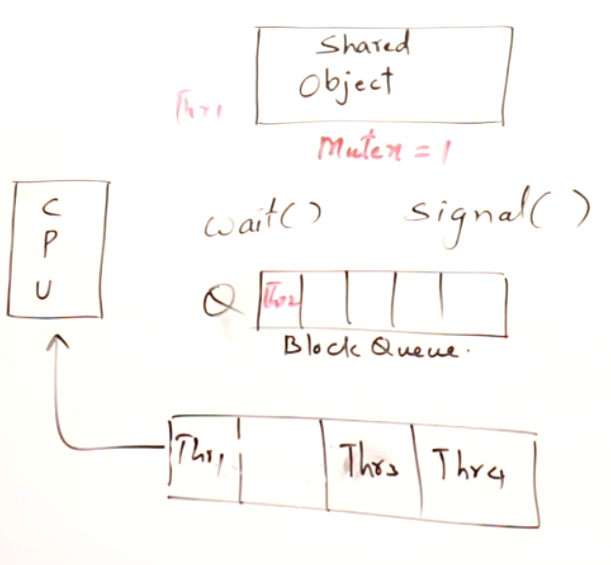 Shared
Object
Thr1
Mutex = 1
C
P
U
wait()
Signal()
Q
Thr2
Block Queue.
Thr1
Thr3
Thr4